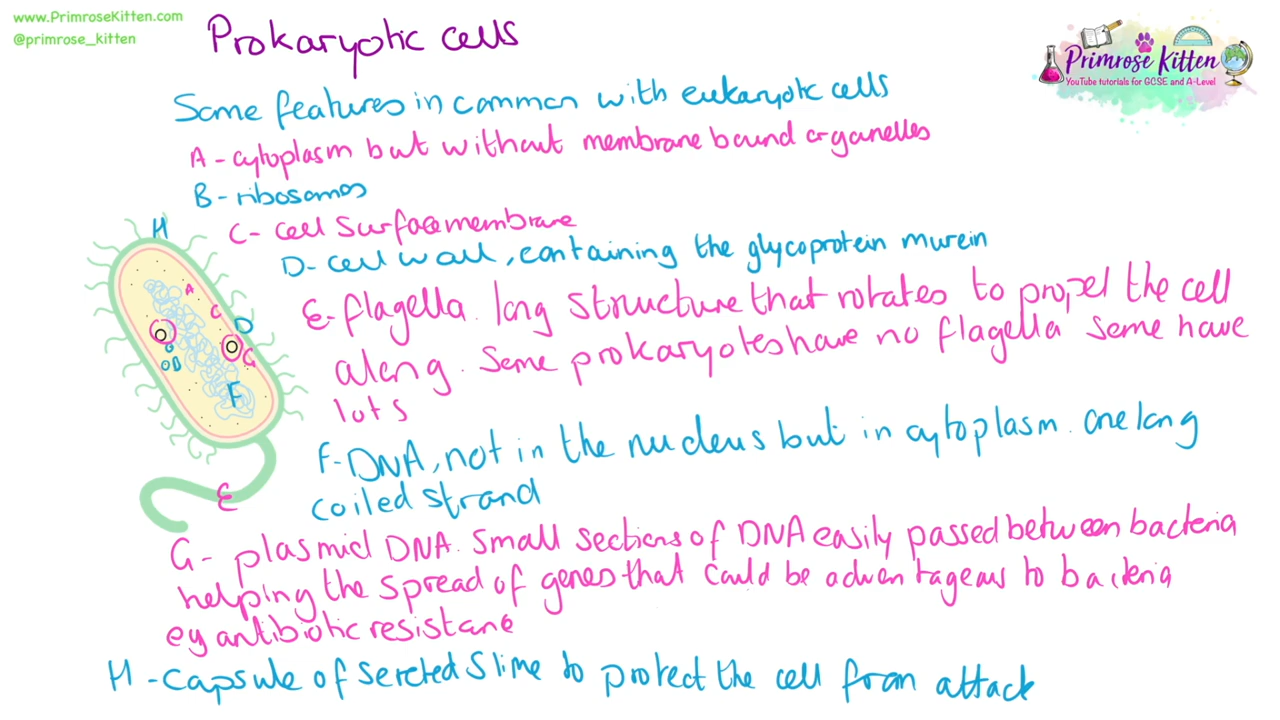 www.PrimroseKitten.com
@primrose_kitten
Prokaryotic cells
Primrose Kitten
YouTube tutorials for GCSE and A-Level
Some features in common with eukaryotic cells
A - cytoplasm but without membrane bound organelles
B - ribosomes
C - cell surface membrane
D - cell wall, containing the glycoprotein murein
E - flagella. long structure that rotates to propel the cell
along. Some prokaryotes have no flagella, some have
lots
F - DNA, not in the nucleus but in cytoplasm. one long
coiled strand
G - plasmid DNA. Small sections of DNA easily passed between bacteria
helping the spread of genes that could be advantageous to bacteria
eg antibiotic resistance
H - capsule of sercted slime to protect the cell from attack
H
A
C
D
G
B
F
E